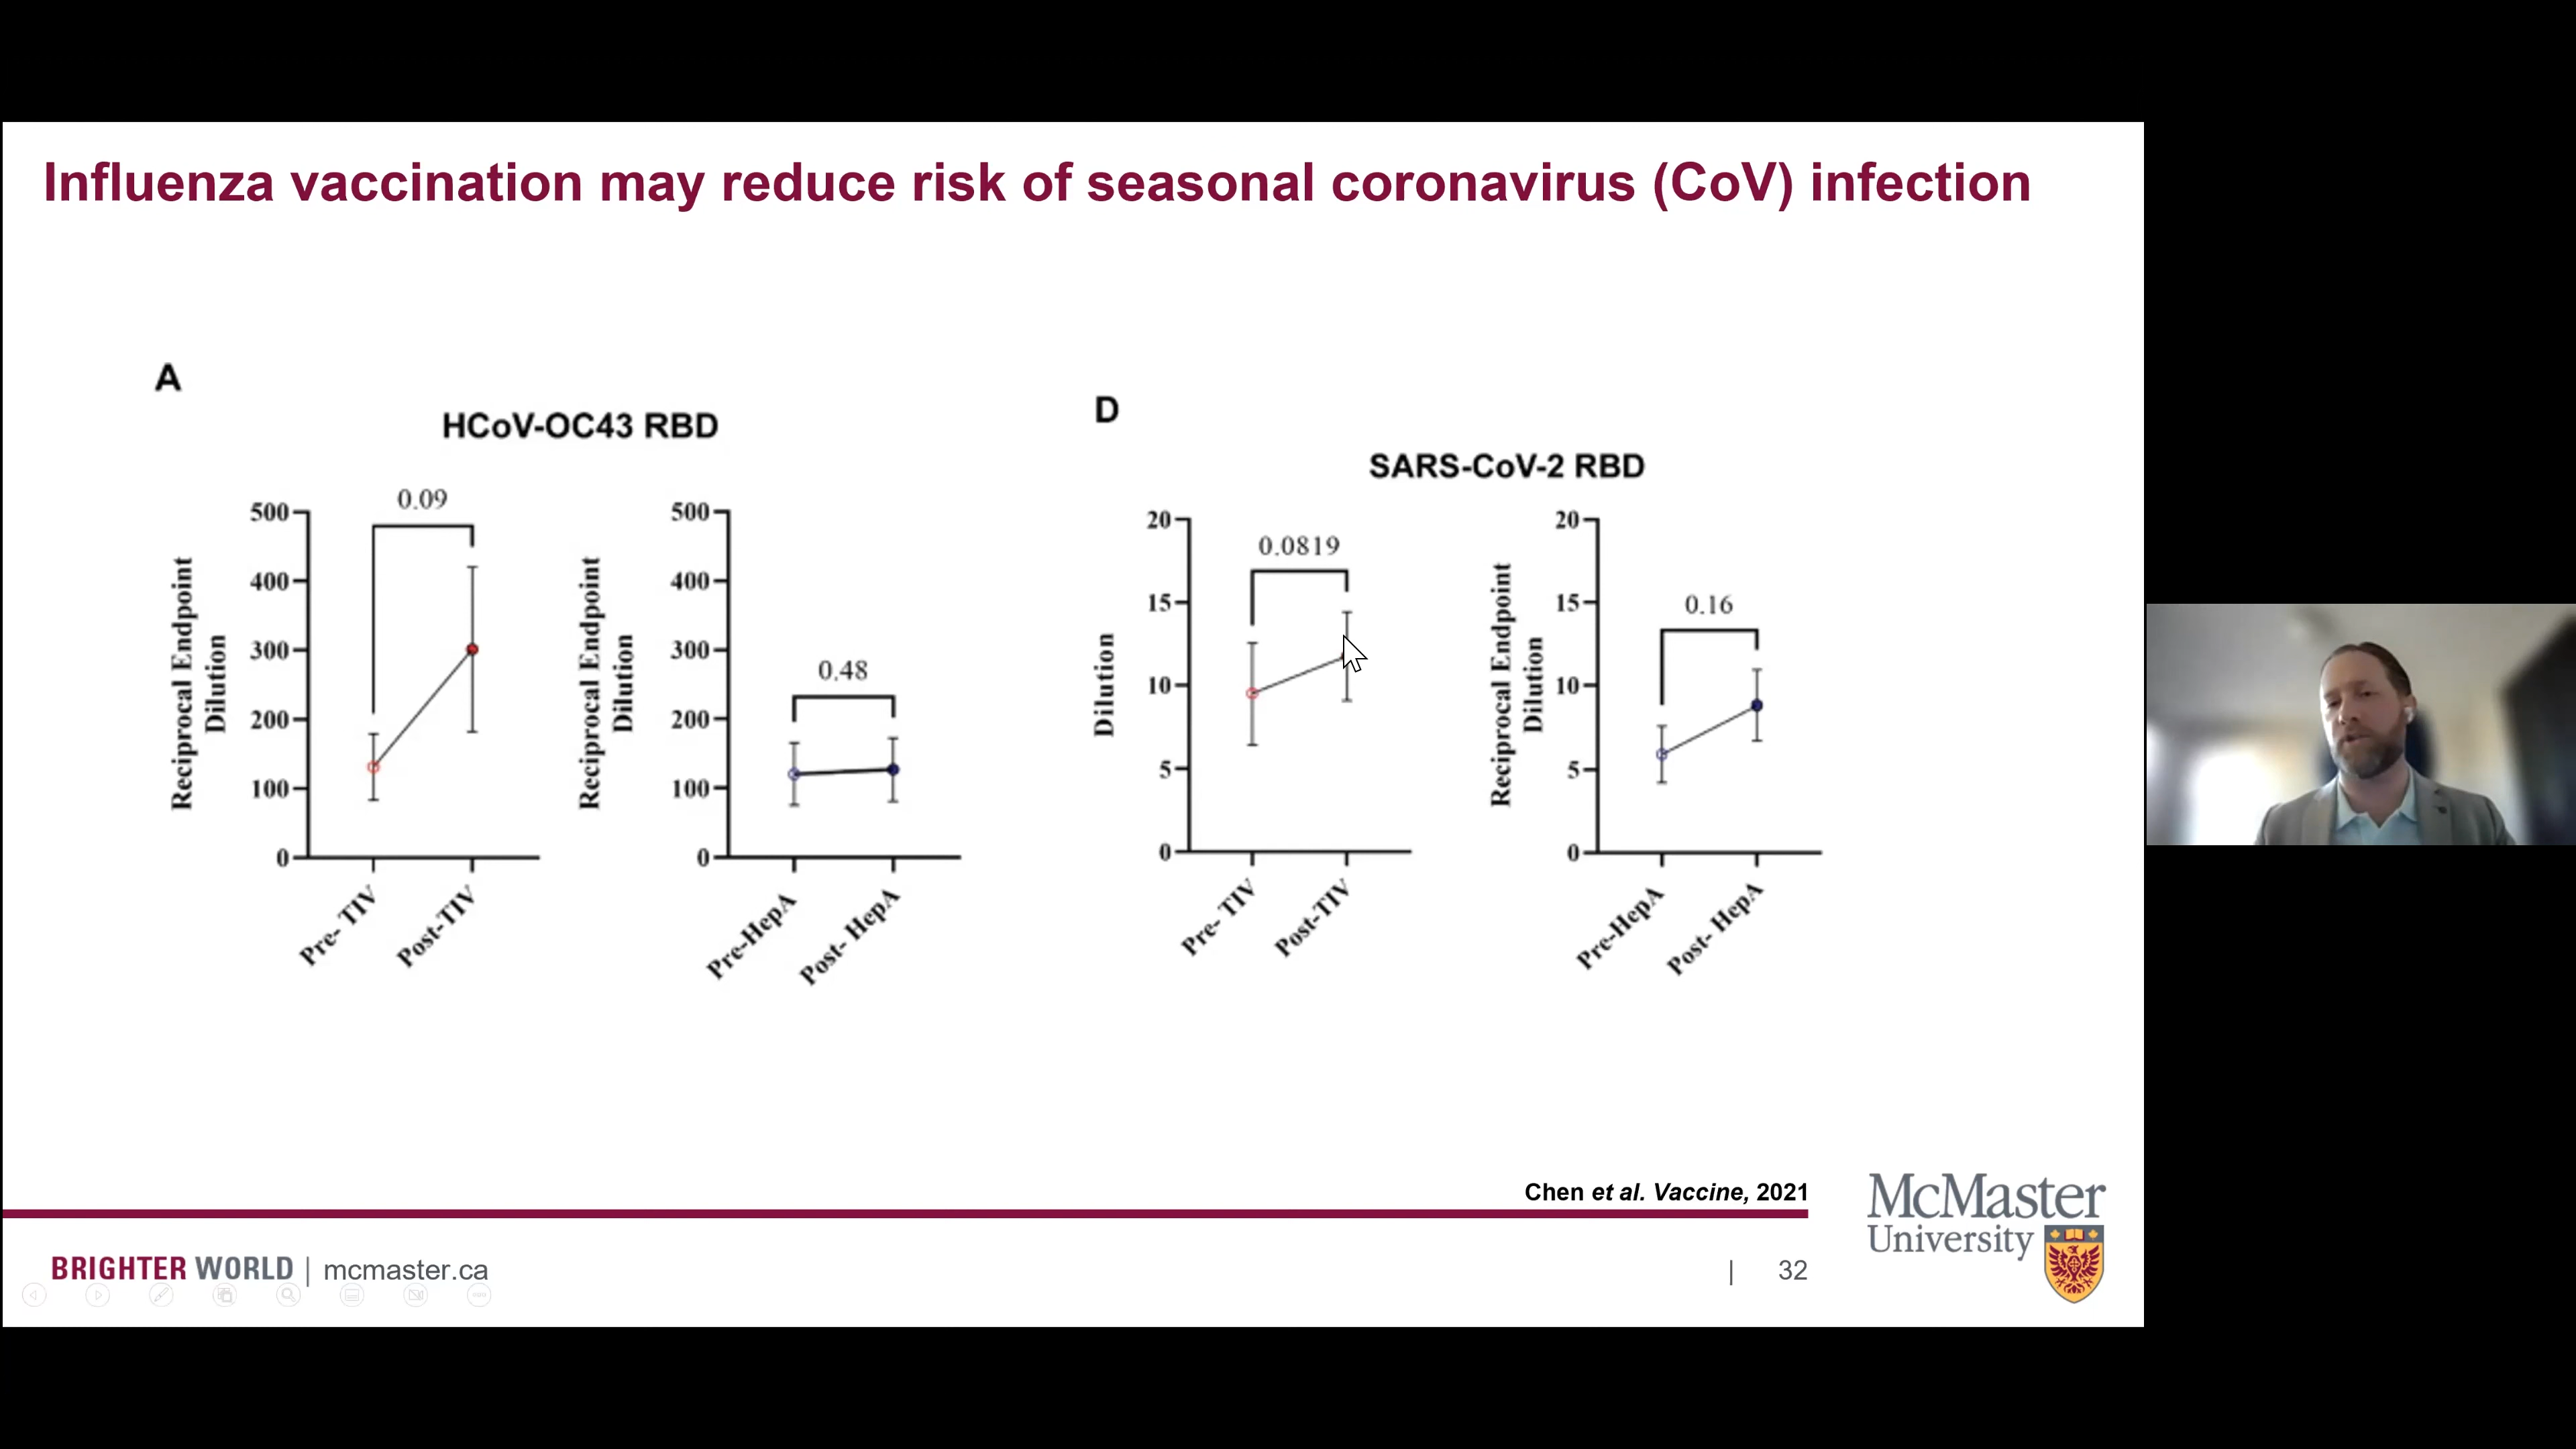 Influenza vaccination may reduce risk of seasonal coronavirus (CoV) infection
A
HCoV-OC43 RBD
0.09
500
400
300
200
100
0
Reciprocal Endpoint
Dilution
Pre- TIV
Post-TIV
0.48
500
400
300
200
100
0
Reciprocal Endpoint
Dilution
Pre-HepA
Post- HepA
D
SARS-CoV-2 RBD
0.0819
20
15
10
5
0
Dilution
Pre- TIV
Post-TIV
0.16
20
15
10
5
0
Reciprocal Endpoint
Dilution
Pre-HepA
Post- HepA
Chen et al. Vaccine, 2021
BRIGHTER WORLD | mcmaster.ca
| 32
McMaster
University